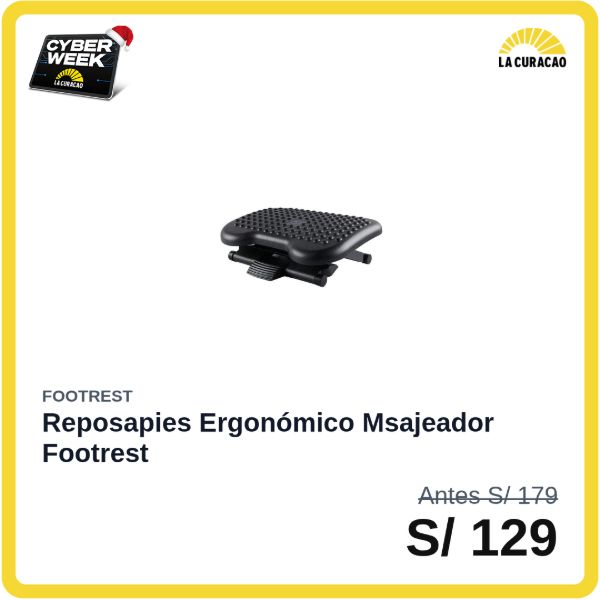 CYBER
WEEK
LA CURACAO
LA CURACAO
FOOTREST
Reposapies Ergonómico Msajeador
Footrest
Antes S/ 179
S/ 129